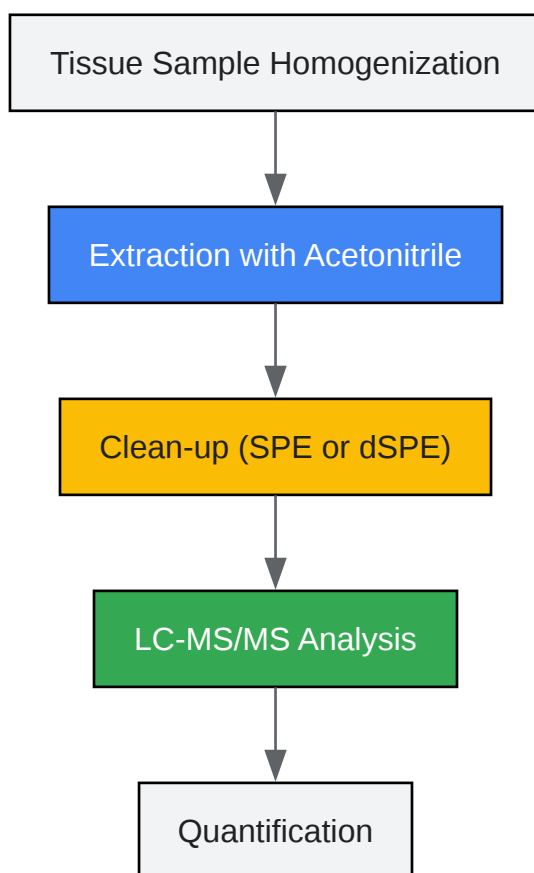 Tissue Sample Homogenization
Extraction with Acetonitrile
Clean-up (SPE or dSPE)
LC-MS/MS Analysis
Quantification